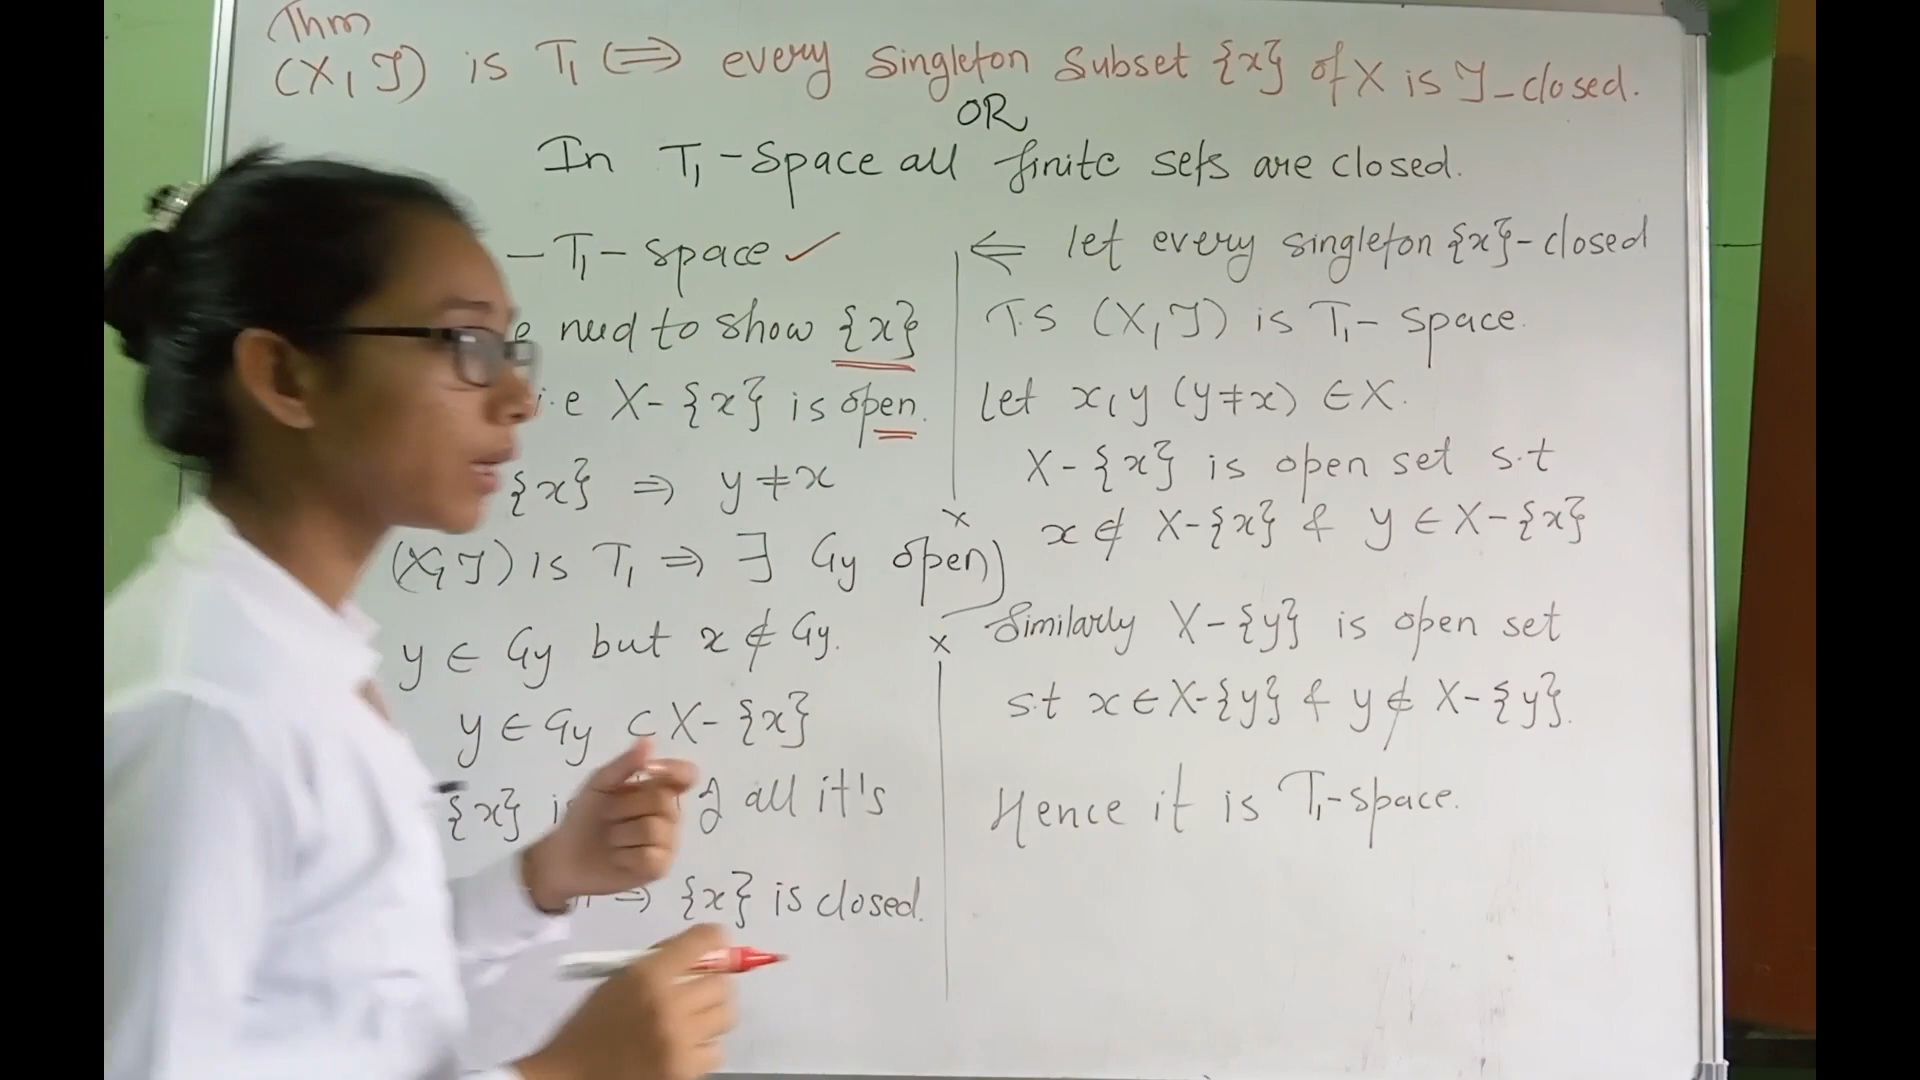 Thm
(X, J) is T₁ ⟺ every singleton subset {x} of X is J-closed.
OR
In T₁-space all finite sets are closed.
- T₁-space ✓
need to show {x}
i.e X-{x} is open.
{x} ⇒ y≠x
(X, J) is T₁ ⇒ ∃ Gy open
y ∈ Gy but x ∉ Gy.
y ∈ Gy ⊂ X-{x}
{x} all it's
⇒ {x} is closed.
⇐ let every singleton {x}-closed
T.S (X, J) is T₁-space.
Let x, y (y≠x) ∈ X.
X-{x} is open set s.t
x ∉ X-{x} & y ∈ X-{x}
Similarly X-{y} is open set
s.t x ∈ X-{y} & y ∉ X-{y}.
Hence it is T₁-space.